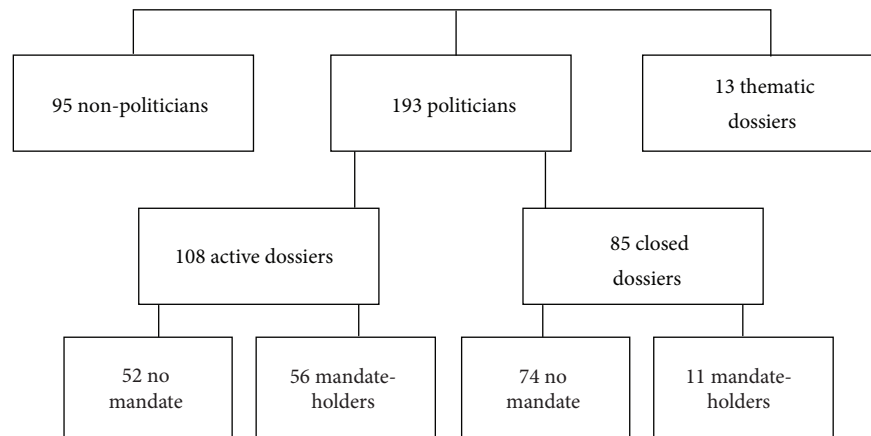 95 non-politicians
193 politicians
13 thematic
dossiers
108 active dossiers
85 closed
dossiers
52 no
mandate
56 mandate-
holders
74 no
mandate
11 mandate-
holders